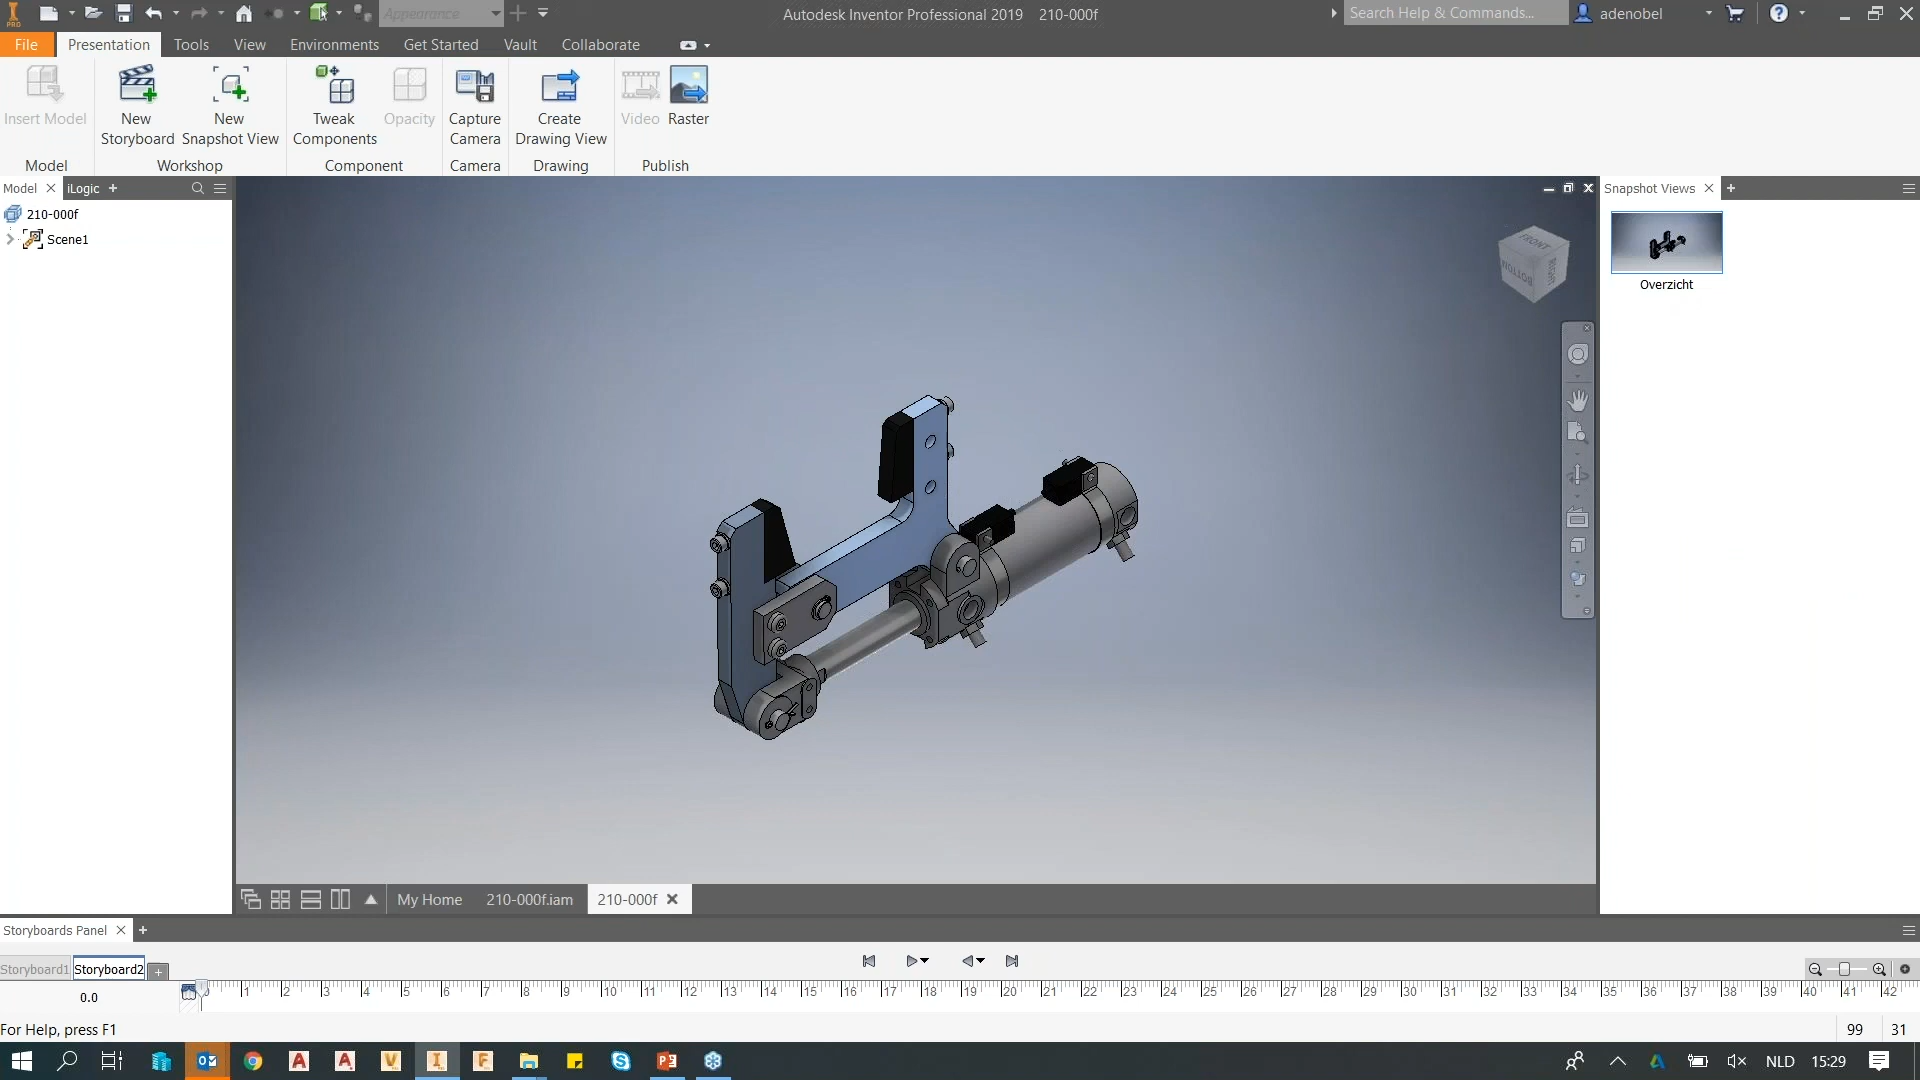 PRO Appearance Autodesk Inventor Professional 2019 210-000f Search Help & Commands... adenobel
File Presentation Tools View Environments Get Started Vault Collaborate
Insert Model New Storyboard New Snapshot View Tweak Components Opacity Capture Camera Create Drawing View Video Raster
Model Workshop Component Camera Drawing Publish
Model iLogic Snapshot Views
210-000f
Scene1
FRONT
RIGHT
BOTTOM
Overzicht
My Home 210-000f.iam 210-000f
Storyboards Panel
Storyboard1 Storyboard2
0.0 0 1 2 3 4 5 6 7 8 9 10 11 12 13 14 15 16 17 18 19 20 21 22 23 24 25 26 27 28 29 30 31 32 33 34 35 36 37 38 39 40 41 42
For Help, press F1 99 31
NLD 15:29